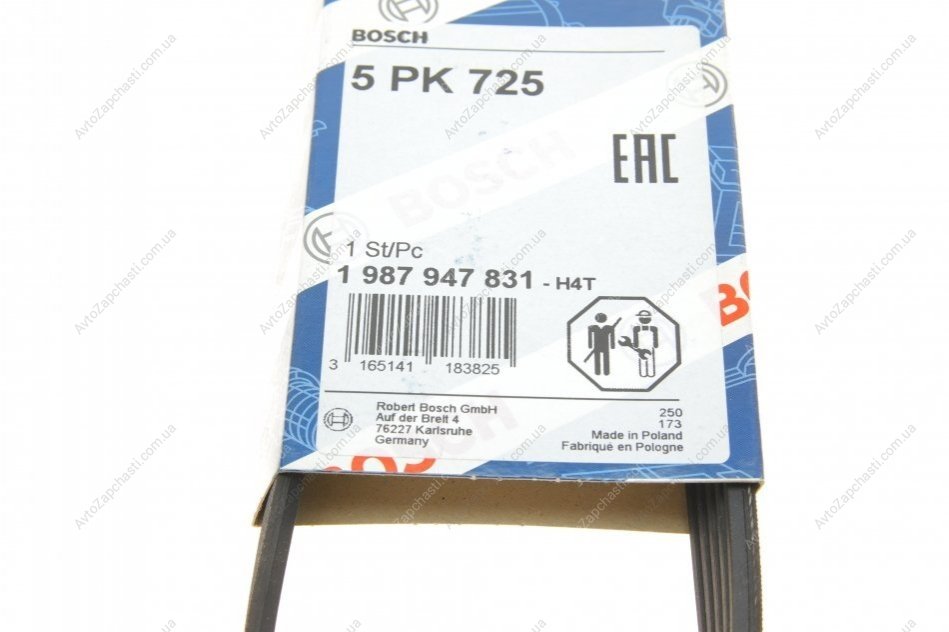 BOSCH
5 PK 725
EAC
BOSCH
1 St/Pc
1 987 947 831 - H4T
3 165141 183825
Robert Bosch GmbH
Auf der Breit 4
76227 Karlsruhe
Germany
250
173
Made in Poland
Fabriqué en Pologne
AvtoZapchasti.com.ua